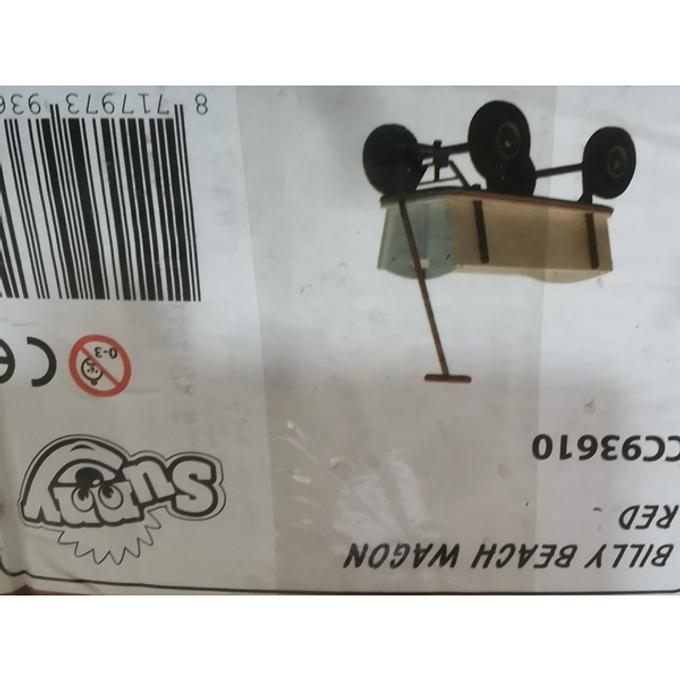 BILLY BEACH WAGON
RED -
CC93610
sunny
0-3
CE
8 717973 936